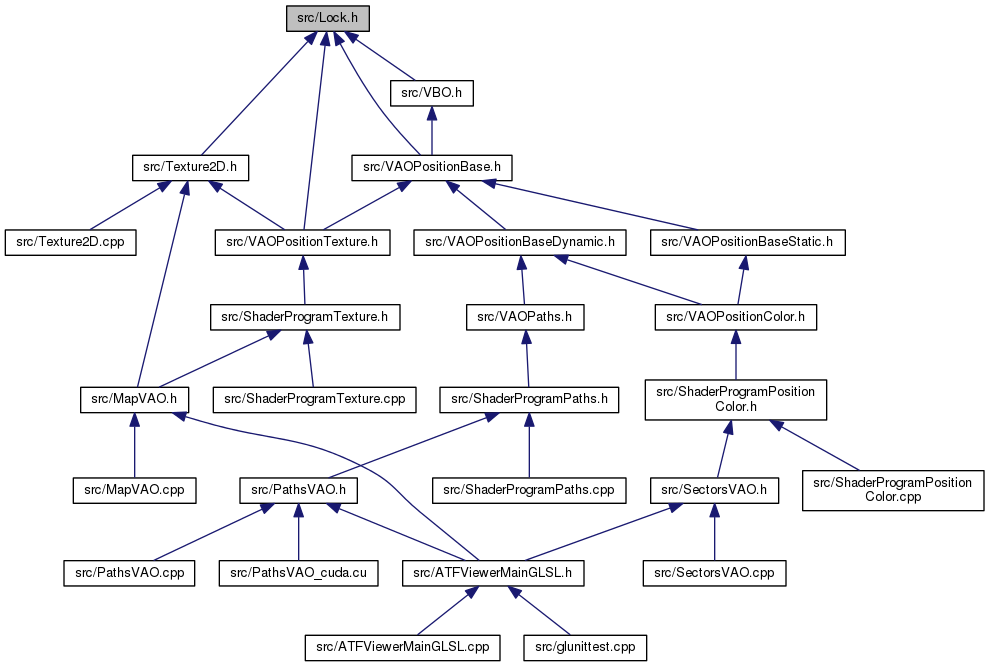 src/Lock.h
src/VBO.h
src/Texture2D.h
src/VAOPositionBase.h
src/Texture2D.cpp
src/VAOPositionTexture.h
src/VAOPositionBaseDynamic.h
src/VAOPositionBaseStatic.h
src/ShaderProgramTexture.h
src/VAOPaths.h
src/VAOPositionColor.h
src/MapVAO.h
src/ShaderProgramTexture.cpp
src/ShaderProgramPaths.h
src/ShaderProgramPosition
Color.h
src/MapVAO.cpp
src/PathsVAO.h
src/ShaderProgramPaths.cpp
src/SectorsVAO.h
src/ShaderProgramPosition
Color.cpp
src/PathsVAO.cpp
src/PathsVAO_cuda.cu
src/ATFViewerMainGLSL.h
src/SectorsVAO.cpp
src/ATFViewerMainGLSL.cpp
src/glunittest.cpp